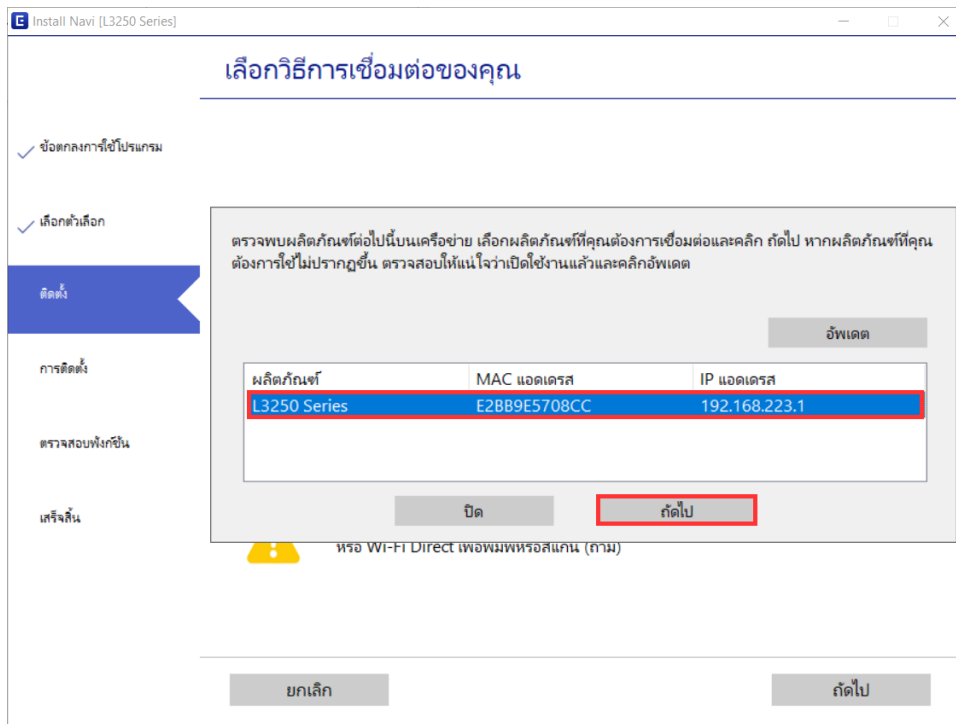 E Install Navi [L3250 Series]
เลือกวิธีการเชื่อมต่อของคุณ
ข้อตกลงการใช้โปรแกรม
เลือกตัวเลือก
ติดตั้ง
การติดตั้ง
ตรวจสอบฟังก์ชัน
เสร็จสิ้น
ตรวจพบผลิตภัณฑ์ต่อไปนี้บนเครือข่าย เลือกผลิตภัณฑ์ที่คุณต้องการเชื่อมต่อและคลิก ถัดไป หากผลิตภัณฑ์ที่คุณ
ต้องการใช้ไม่ปรากฏขึ้น ตรวจสอบให้แน่ใจว่าเปิดใช้งานแล้วและคลิกอัพเดต
อัพเดต
ผลิตภัณฑ์ MAC แอดเดรส IP แอดเดรส
L3250 Series E2BB9E5708CC 192.168.223.1
ปิด ถัดไป
หรือ Wi-Fi Direct เพื่อพิมพ์หรือสแกน (ถาม)
ยกเลิก ถัดไป